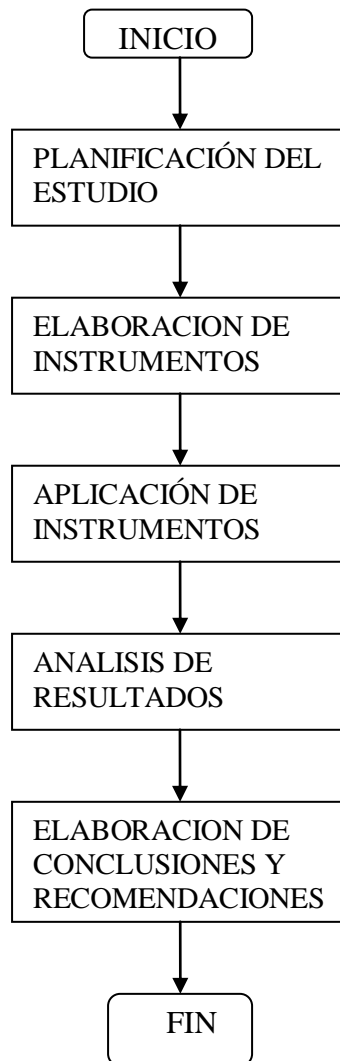 INICIO
PLANIFICACIÓN DEL
ESTUDIO
ELABORACION DE
INSTRUMENTOS
APLICACIÓN DE
INSTRUMENTOS
ANALISIS DE
RESULTADOS
ELABORACION DE
CONCLUSIONES Y
RECOMENDACIONES
FIN